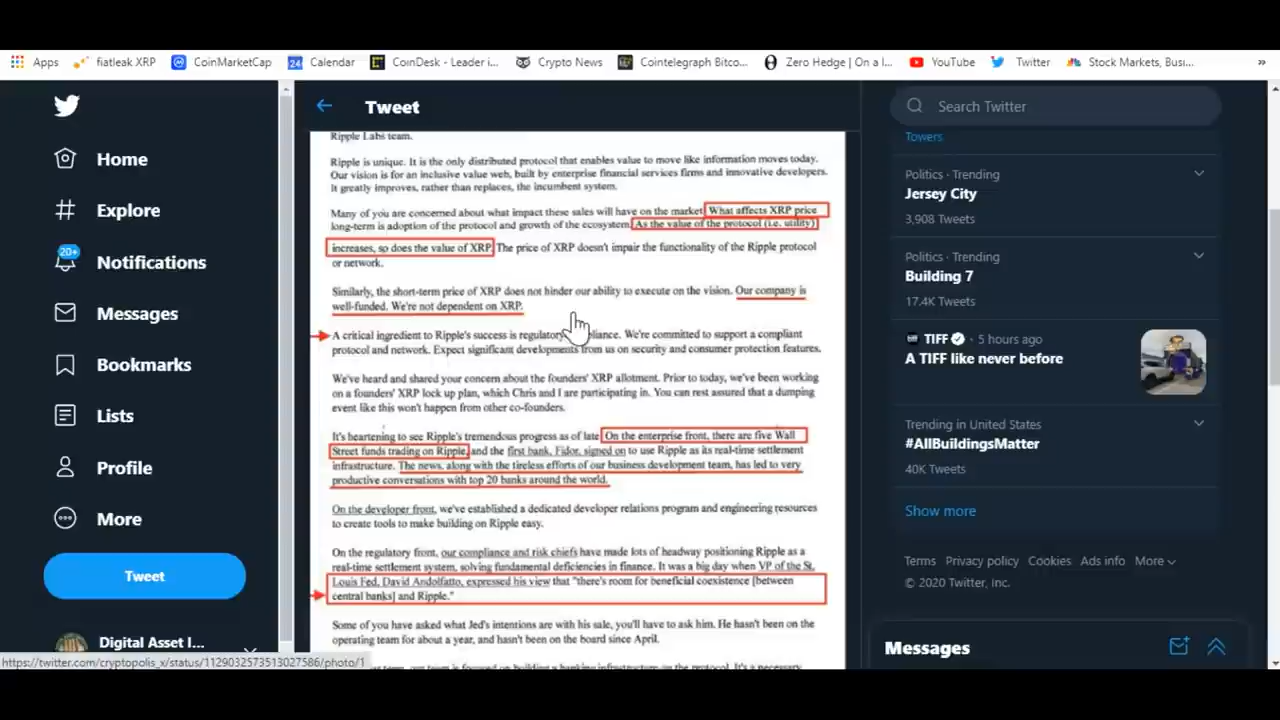 Apps
fiatleak XRP
CoinMarketCap
24
Calendar
CoinDesk - Leader i...
Crypto News
Cointelegraph Bitco...
Zero Hedge | On a l...
YouTube
Twitter
Stock Markets, Busi...
»
Home
Explore
20+
Notifications
Messages
Bookmarks
Lists
Profile
More
Tweet
Digital Asset I...
https://twitter.com/cryptopolis_x/status/1129032573513027586/photo/1
Tweet
Ripple Labs team.
Ripple is unique. It is the only distributed protocol that enables value to move like information moves today.
Our vision is for an inclusive value web, built by enterprise financial services firms and innovative developers.
It greatly improves, rather than replaces, the incumbent system.
Many of you are concerned about what impact these sales will have on the market. What affects XRP price
long-term is adoption of the protocol and growth of the ecosystem. As the value of the protocol (i.e. utility)
increases, so does the value of XRP. The price of XRP doesn't impair the functionality of the Ripple protocol
or network.
Similarly, the short-term price of XRP does not hinder our ability to execute on the vision. Our company is
well-funded. We're not dependent on XRP.
A critical ingredient to Ripple's success is regulatory liance. We're committed to support a compliant
protocol and network. Expect significant developments from us on security and consumer protection features.
We've heard and shared your concern about the founders' XRP allotment. Prior to today, we've been working
on a founders' XRP lock up plan, which Chris and I are participating in. You can rest assured that a dumping
event like this won't happen from other co-founders.
It's heartening to see Ripple's tremendous progress as of late. On the enterprise front, there are five Wall
Street funds trading on Ripple, and the first bank, Fidor, signed on to use Ripple as its real-time settlement
infrastructure. The news, along with the tireless efforts of our business development team, has led to very
productive conversations with top 20 banks around the world.
On the developer front, we've established a dedicated developer relations program and engineering resources
to create tools to make building on Ripple easy.
On the regulatory front, our compliance and risk chiefs have made lots of headway positioning Ripple as a
real-time settlement system, solving fundamental deficiencies in finance. It was a big day when VP of the St.
Louis Fed, David Andolfatto, expressed his view that "there's room for beneficial coexistence [between
central banks] and Ripple."
Some of you have asked what Jed's intentions are with his sale, you'll have to ask him. He hasn't been on the
operating team for about a year, and hasn't been on the board since April.
team, our team is focused on building a banking infrastructure on the protocol. It's a necessary
Search Twitter
Towers
Politics · Trending
Jersey City
3,908 Tweets
Politics · Trending
Building 7
17.4K Tweets
TIFF · 5 hours ago
A TIFF like never before
Trending in United States
#AllBuildingsMatter
40K Tweets
Show more
Terms Privacy policy Cookies Ads info More
© 2020 Twitter, Inc.
Messages